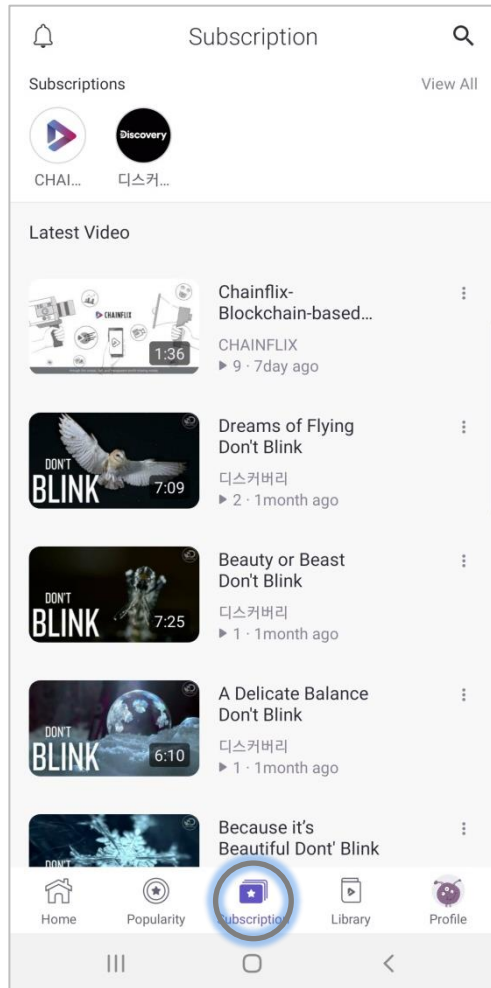 Subscription
Subscriptions
View All
Discovery
CHAI...
디스커...
Latest Video
CHAINFLIX
1:36
Chainflix-
Blockchain-based...
CHAINFLIX
9 · 7day ago
DON'T
BLINK
7:09
Dreams of Flying
Don't Blink
디스커버리
2 · 1month ago
DON'T
BLINK
7:25
Beauty or Beast
Don't Blink
디스커버리
1 · 1month ago
DON'T
BLINK
6:10
A Delicate Balance
Don't Blink
디스커버리
1 · 1month ago
DON'T
Because it’s
Beautiful Dont' Blink
Home
Popularity
Subscription
Library
Profile